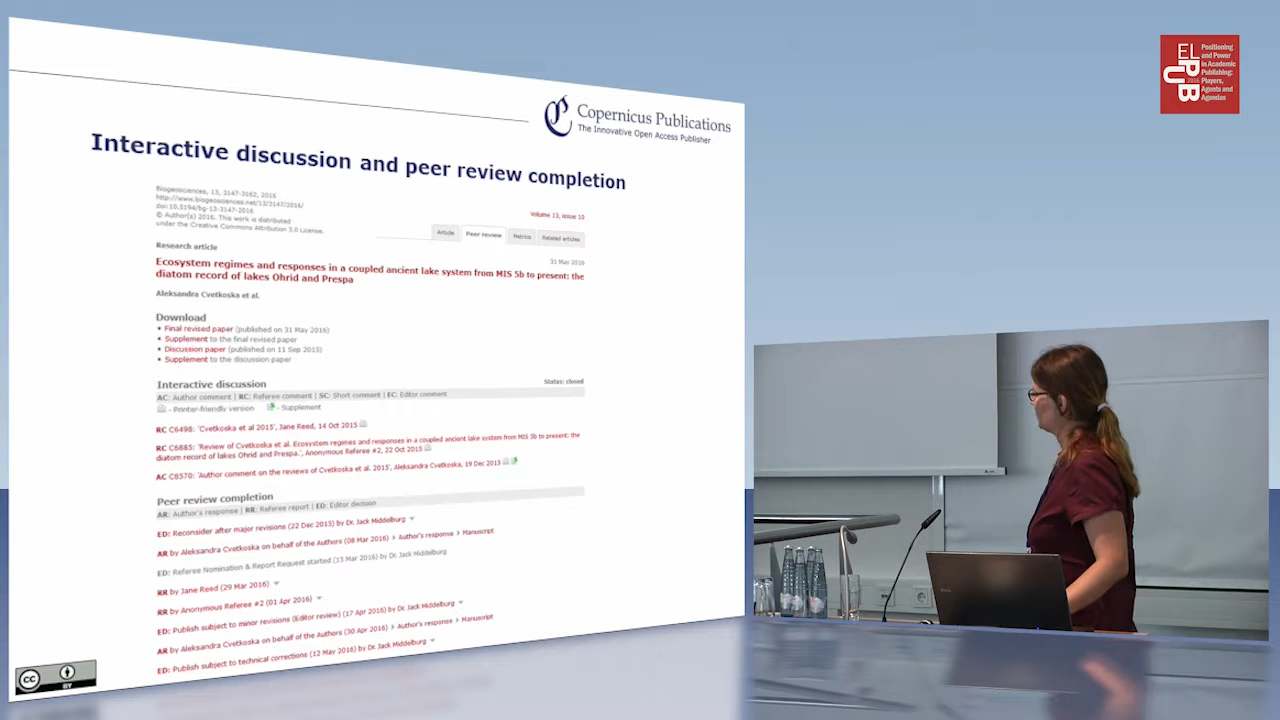 Copernicus Publications
The Innovative Open Access Publisher
Interactive discussion and peer review completion
Biogeosciences, 13, 3147-3162, 2016
http://www.biogeosciences.net/13/3147/2016/
doi:10.5194/bg-13-3147-2016
© Author(s) 2016. This work is distributed
under the Creative Commons Attribution 3.0 License.
Volume 13, issue 10
Article Peer review Metrics Related articles
Research article
31 May 2016
Ecosystem regimes and responses in a coupled ancient lake system from MIS 5b to present: the
diatom record of lakes Ohrid and Prespa
Aleksandra Cvetkoska et al.
Download
Final revised paper (published on 31 May 2016)
Supplement to the final revised paper
Discussion paper (published on 11 Sep 2015)
Supplement to the discussion paper
Interactive discussion
Status: closed
AC: Author comment | RC: Referee comment | SC: Short comment | EC: Editor comment
- Printer-friendly version - Supplement
RC C6498: 'Cvetkoska et al 2015', Jane Reed, 14 Oct 2015
RC C6885: 'Review of Cvetkoska et al. Ecosystem regimes and responses in a coupled ancient lake system from MIS 5b to present: the
diatom record of lakes Ohrid and Prespa.', Anonymous Referee #2, 22 Oct 2015
AC C8570: 'Author comment on the reviews of Cvetkoska et al. 2015', Aleksandra Cvetkoska, 19 Dec 2015
Peer review completion
AR: Author's response | RR: Referee report | ED: Editor decision
ED: Reconsider after major revisions (22 Dec 2015) by Dr. Jack Middelburg
AR by Aleksandra Cvetkoska on behalf of the Authors (08 Mar 2016) Author's response Manuscript
ED: Referee Nomination & Report Request started (15 Mar 2016) by Dr. Jack Middelburg
RR by Jane Reed (29 Mar 2016)
RR by Anonymous Referee #2 (01 Apr 2016)
ED: Publish subject to minor revisions (Editor review) (17 Apr 2016) by Dr. Jack Middelburg
AR by Aleksandra Cvetkoska on behalf of the Authors (30 Apr 2016) Author's response Manuscript
ED: Publish subject to technical corrections (12 May 2016) by Dr. Jack Middelburg
CC
BY
ELPUB
2016
Positioning
and Power
in Academic
Publishing:
Players,
Agents and
Agendas